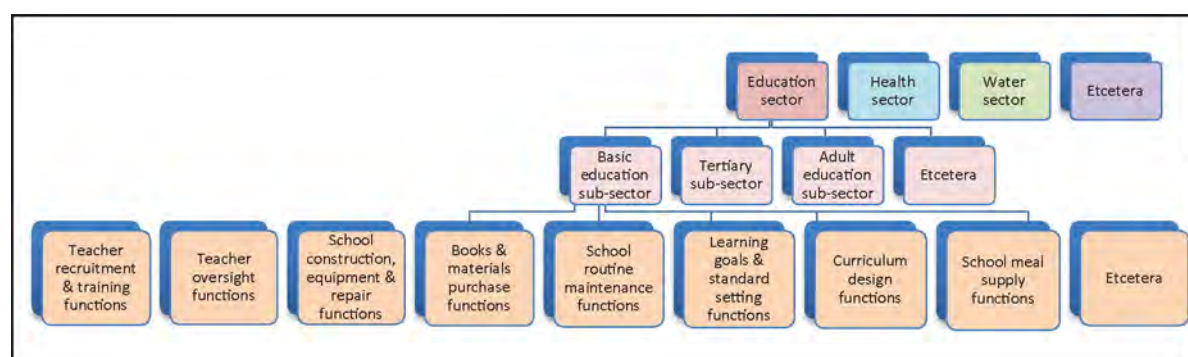 Education
sector
Health
sector
Water
sector
Etcetera
Basic
education
sub-sector
Tertiary
sub-sector
Adult
education
sub-sector
Etcetera
Teacher
recruitment
& training
functions
Teacher
oversight
functions
School
construction,
equipment &
repair
functions
Books &
materials
purchase
functions
School
routine
maintenance
functions
Learning
goals &
standard
setting
functions
Curriculum
design
functions
School meal
supply
functions
Etcetera